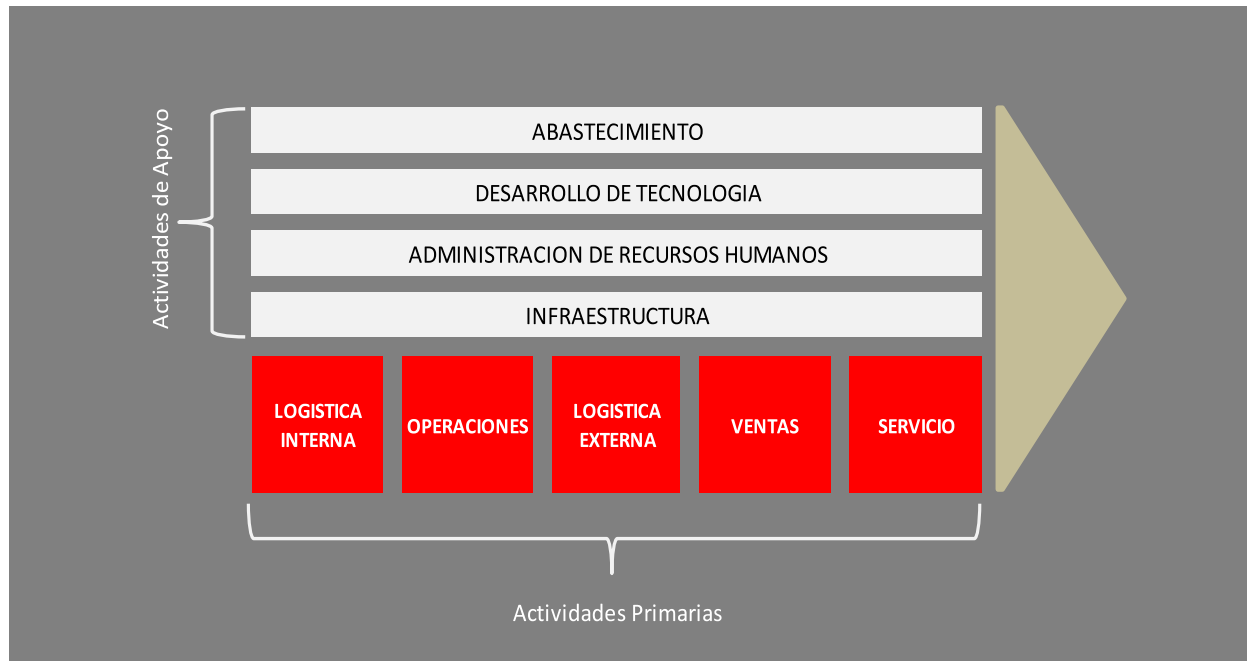 Actividades de Apoyo
ABASTECIMIENTO
DESARROLLO DE TECNOLOGIA
ADMINISTRACION DE RECURSOS HUMANOS
INFRAESTRUCTURA
LOGISTICA
INTERNA
OPERACIONES
LOGISTICA
EXTERNA
VENTAS
SERVICIO
Actividades Primarias